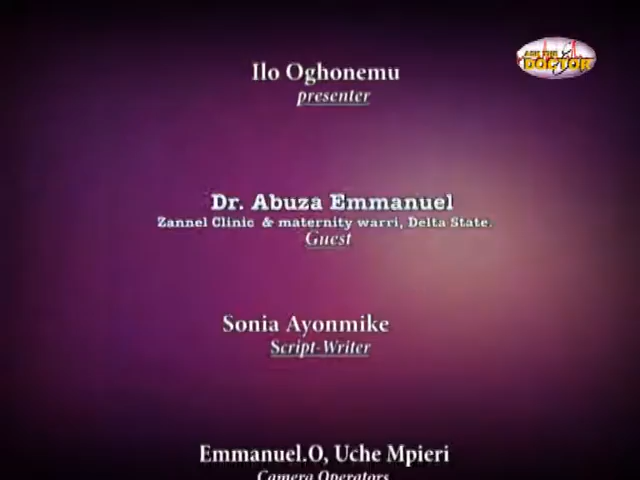 ASK THE
DOCTOR
Ilo Oghonemu
presenter
Dr. Abuza Emmanuel
Zannel Clinic & maternity warri, Delta State.
Guest
Sonia Ayonmike
Script-Writer
Emmanuel.O, Uche Mpieri
Camera Operators